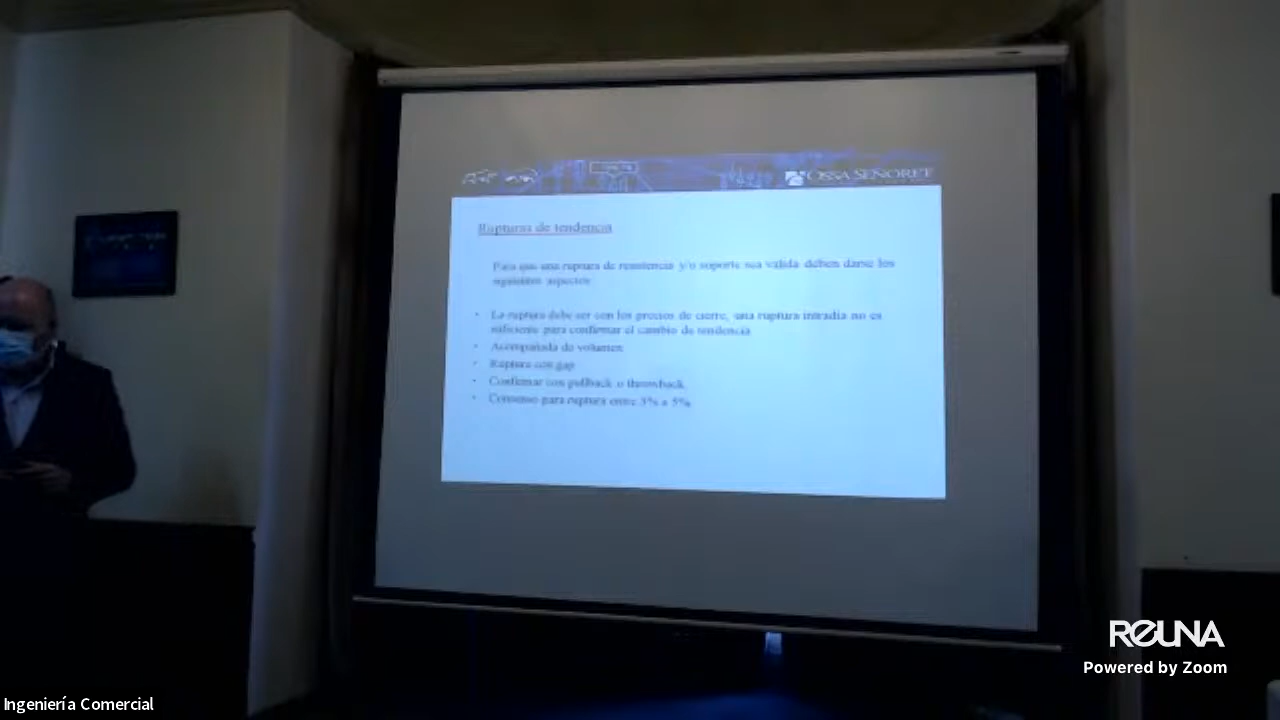 OSSA SEÑORET
Rupturas de tendencia
Para que una ruptura de resistencia y/o soporte sea valida deben darse los
siguientes aspectos
• La ruptura debe ser con los precios de cierre, una ruptura intradia no es
suficiente para confirmar el cambio de tendencia
• Acompañada de volumen
• Ruptura con gap
• Confirmar con pullback o throwback
• Consenso para ruptura entre 3% a 5%
REUNA
Powered by Zoom
Ingeniería Comercial